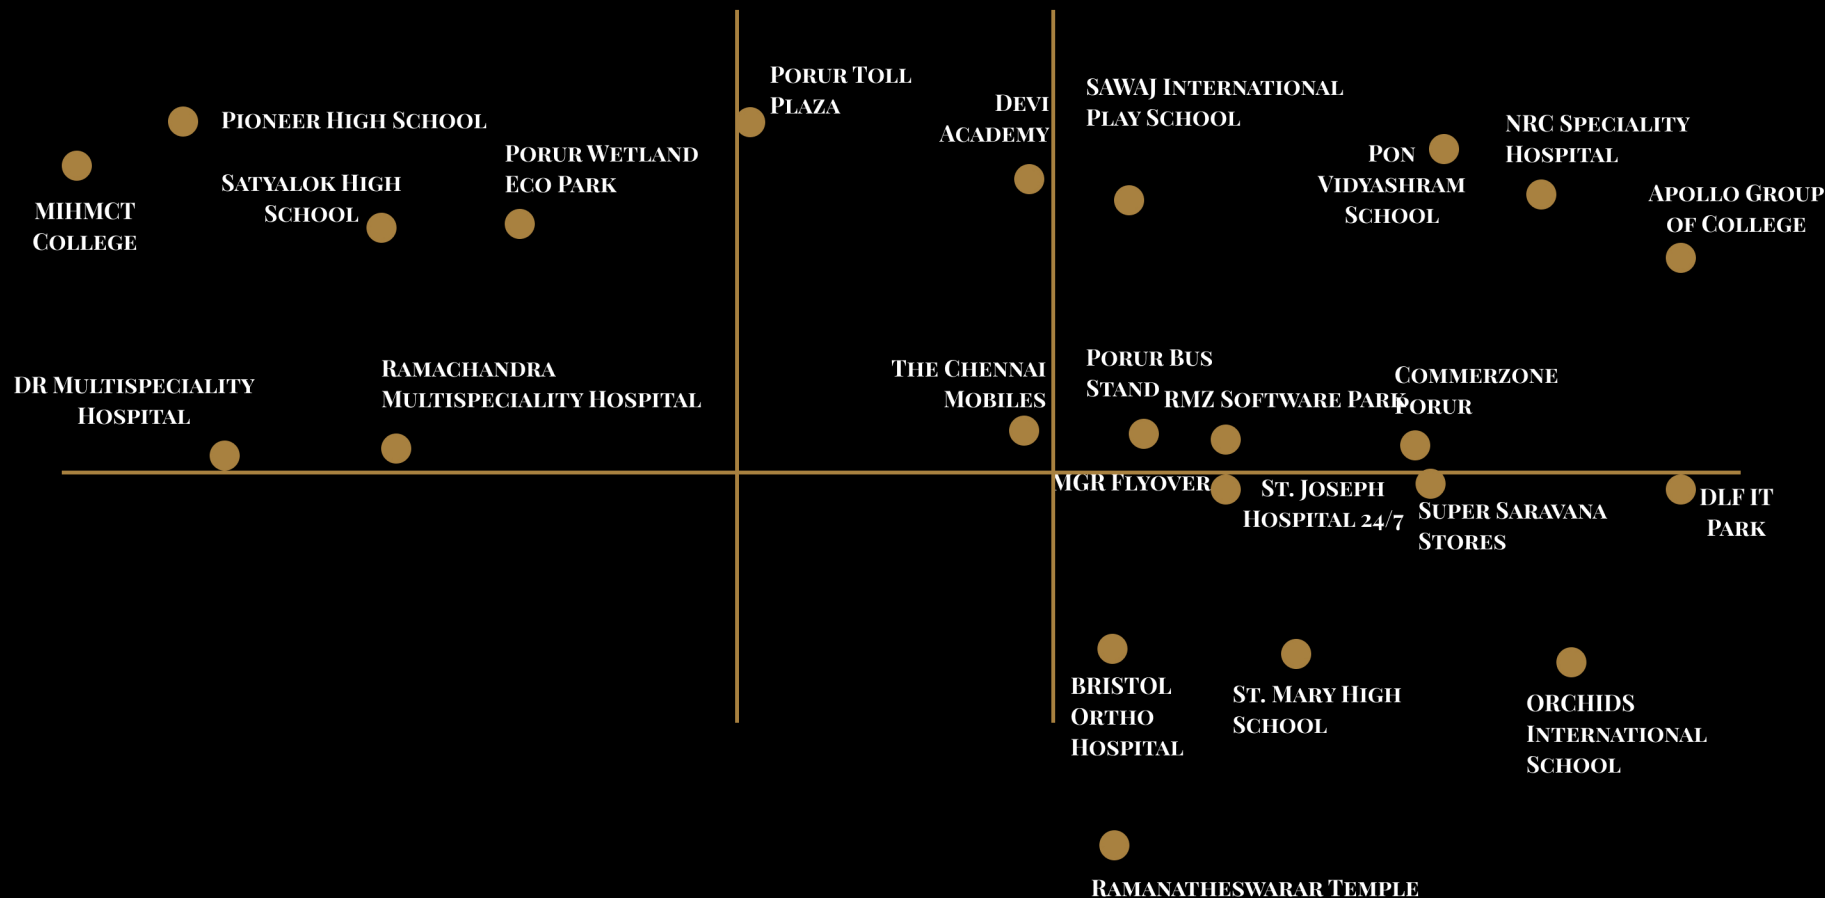 Porur Toll
Plaza
SAWAJ International
Play School
Devi
Academy
Pioneer High School
NRC Speciality
Hospital
Porur Wetland
Eco Park
Pon
Vidyashram
School
Satyalok High
School
Apollo Group
of College
MIHMCT
College
Porur Bus
Stand
The Chennai
Mobiles
Ramachandra
Multispeciality Hospital
Commerzone
Porur
DR Multispeciality
Hospital
RMZ Software Park
MGR Flyover
St. Joseph
Hospital 24/7
DLF IT
Park
Super Saravana
Stores
BRISTOL
Ortho
Hospital
St. Mary High
School
ORCHIDS
International
School
Ramanatheswarar Temple